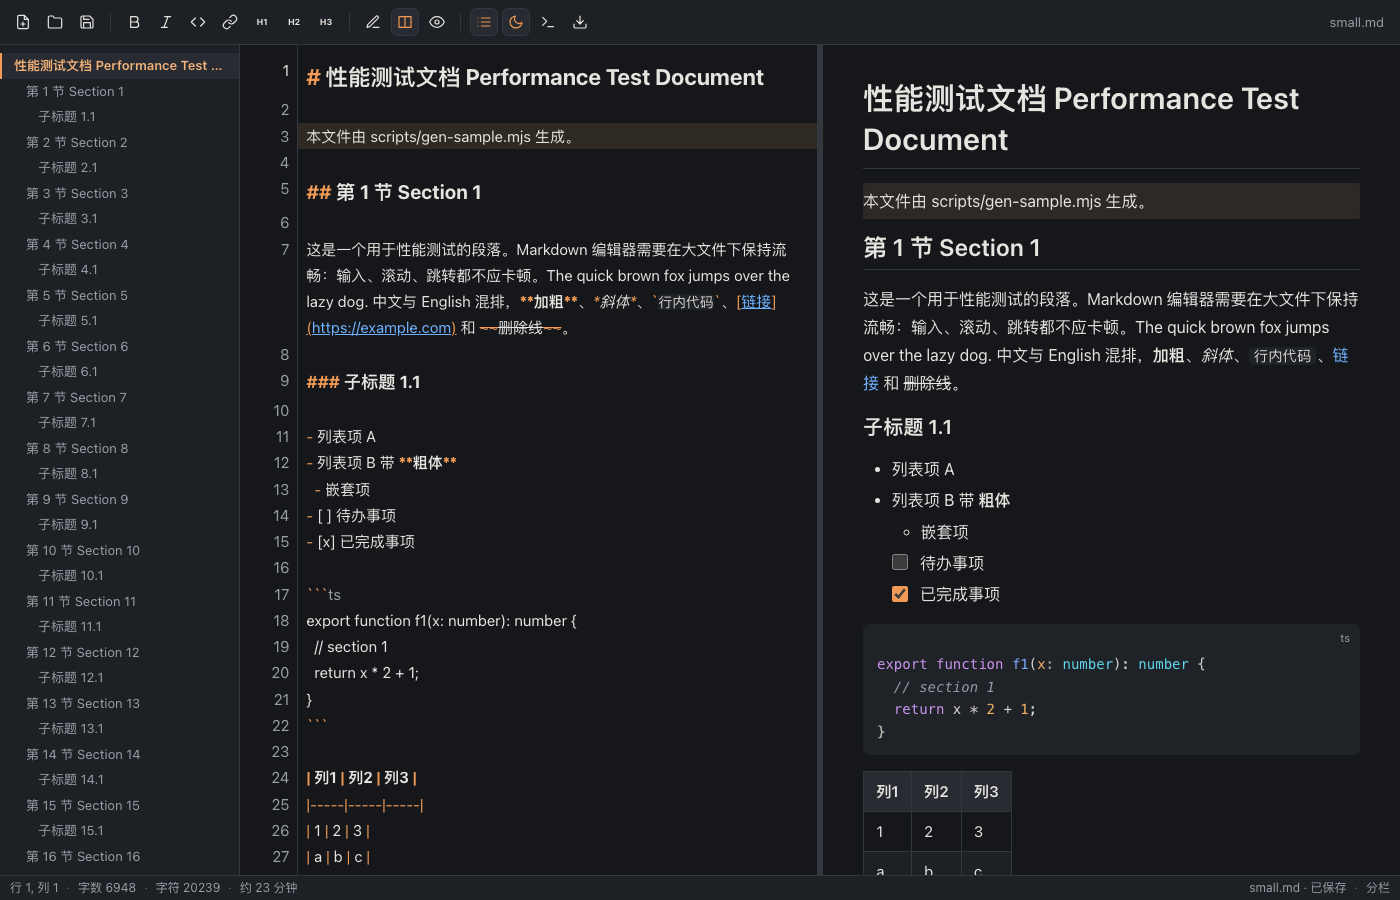 H1 H2 H3 small.md
性能测试文档 Performance Test ...
第 1 节 Section 1
子标题 1.1
第 2 节 Section 2
子标题 2.1
第 3 节 Section 3
子标题 3.1
第 4 节 Section 4
子标题 4.1
第 5 节 Section 5
子标题 5.1
第 6 节 Section 6
子标题 6.1
第 7 节 Section 7
子标题 7.1
第 8 节 Section 8
子标题 8.1
第 9 节 Section 9
子标题 9.1
第 10 节 Section 10
子标题 10.1
第 11 节 Section 11
子标题 11.1
第 12 节 Section 12
子标题 12.1
第 13 节 Section 13
子标题 13.1
第 14 节 Section 14
子标题 14.1
第 15 节 Section 15
子标题 15.1
第 16 节 Section 16
1 # 性能测试文档 Performance Test Document
2
3 本文件由 scripts/gen-sample.mjs 生成。
4
5 ## 第 1 节 Section 1
6
7 这是一个用于性能测试的段落。Markdown 编辑器需要在大文件下保持流
畅：输入、滚动、跳转都不应卡顿。The quick brown fox jumps over the
lazy dog. 中文与 English 混排，**加粗**、*斜体*、`行内代码`、[链接]
(https://example.com) 和 ~~删除线~~。
8
9 ### 子标题 1.1
10
11 - 列表项 A
12 - 列表项 B 带 **粗体**
13 - 嵌套项
14 - [ ] 待办事项
15 - [x] 已完成事项
16
17 ```ts
18 export function f1(x: number): number {
19 // section 1
20 return x * 2 + 1;
21 }
22 ```
23
24 | 列1 | 列2 | 列3 |
25 |-----|-----|-----|
26 | 1 | 2 | 3 |
27 | a | b | c |
性能测试文档 Performance Test
Document
本文件由 scripts/gen-sample.mjs 生成。
第 1 节 Section 1
这是一个用于性能测试的段落。Markdown 编辑器需要在大文件下保持
流畅：输入、滚动、跳转都不应卡顿。The quick brown fox jumps
over the lazy dog. 中文与 English 混排，加粗、斜体、 行内代码 、链
接 和 删除线。
子标题 1.1
• 列表项 A
• 列表项 B 带 粗体
◦ 嵌套项
待办事项
已完成事项
ts
export function f1(x: number): number {
// section 1
return x * 2 + 1;
}
列1 列2 列3
1 2 3
a b c
行 1, 列 1 · 字数 6948 · 字符 20239 · 约 23 分钟 small.md · 已保存 · 分栏